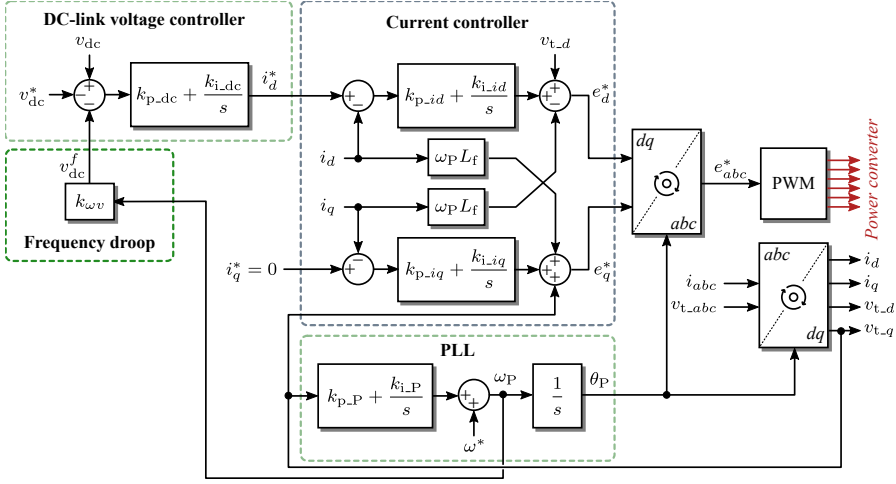 DC-link voltage controller
v_dc
v*_dc
+
+
−
k_p_dc + k_i_dc/s
i*_d
v^f_dc
k_ωv
Frequency droop
Current controller
v_t_d
+
−
k_p_id + k_i_id/s
+
+
−
e*_d
i_d
ω_P L_f
i_q
ω_P L_f
i*_q = 0
−
+
k_p_iq + k_i_iq/s
+
+
+
e*_q
dq
abc
e*_abc
PWM
Power converter
i_abc
v_t_abc
abc
dq
i_d
i_q
v_t_d
v_t_q
PLL
k_p_P + k_i_P/s
+
+
ω*
ω_P
1/s
θ_P